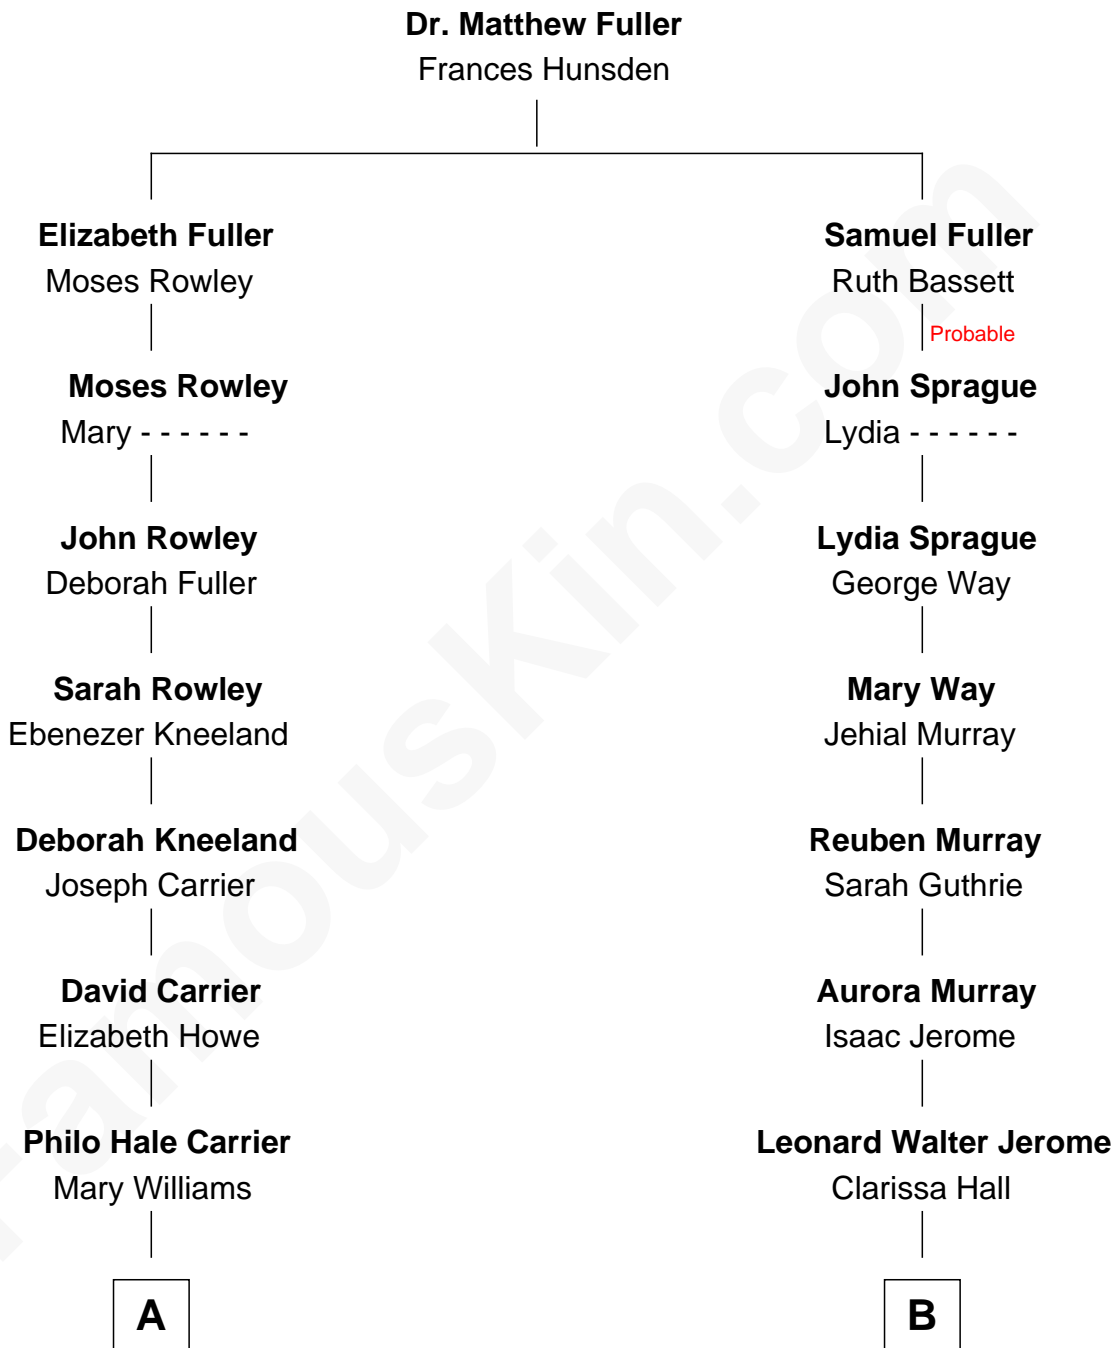 Dr. Matthew Fuller
Frances Hunsden
Elizabeth Fuller
Moses Rowley
Samuel Fuller
Ruth Bassett
Probable
Moses Rowley
Mary - - - - - -
John Sprague
Lydia - - - - - -
John Rowley
Deborah Fuller
Lydia Sprague
George Way
Sarah Rowley
Ebenezer Kneeland
Mary Way
Jehial Murray
Deborah Kneeland
Joseph Carrier
Reuben Murray
Sarah Guthrie
David Carrier
Elizabeth Howe
Aurora Murray
Isaac Jerome
Philo Hale Carrier
Mary Williams
Leonard Walter Jerome
Clarissa Hall
A
B
FamousKin.com